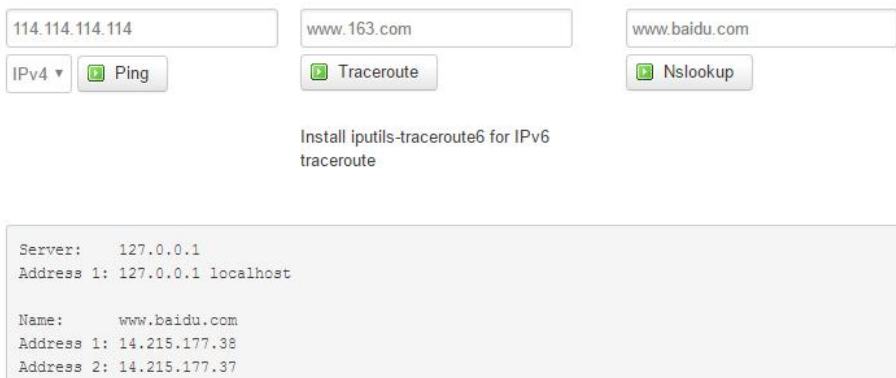 114.114.114.114
www.163.com
www.baidu.com
IPv4
Ping
Traceroute
Nslookup
Install iputils-traceroute6 for IPv6
traceroute
Server:    127.0.0.1
Address 1: 127.0.0.1 localhost
Name:      www.baidu.com
Address 1: 14.215.177.38
Address 2: 14.215.177.37